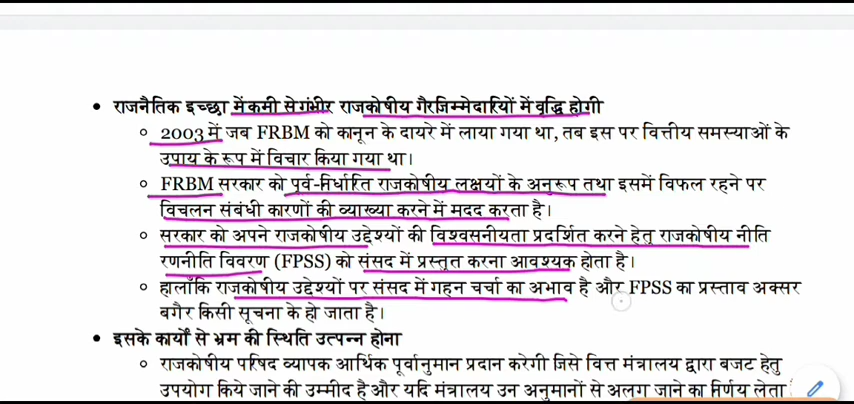 • राजनैतिक इच्छा में कमी से गंभीर राजकोषीय गैरजिम्मेदारियों में वृद्धि होगी
○ 2003 में जब FRBM को कानून के दायरे में लाया गया था, तब इस पर वित्तीय समस्याओं के
उपाय के रूप में विचार किया गया था।
○ FRBM सरकार को पूर्व-निर्धारित राजकोषीय लक्ष्यों के अनुरूप तथा इसमें विफल रहने पर
विचलन संबंधी कारणों की व्याख्या करने में मदद करता है।
○ सरकार को अपने राजकोषीय उद्देश्यों की विश्वसनीयता प्रदर्शित करने हेतु राजकोषीय नीति
रणनीति विवरण (FPSS) को संसद में प्रस्तुत करना आवश्यक होता है।
○ हालाँकि राजकोषीय उद्देश्यों पर संसद में गहन चर्चा का अभाव है और FPSS का प्रस्ताव अक्सर
बगैर किसी सूचना के हो जाता है।
• इसके कार्यों से भ्रम की स्थिति उत्पन्न होना
○ राजकोषीय परिषद व्यापक आर्थिक पूर्वानुमान प्रदान करेगी जिसे वित्त मंत्रालय द्वारा बजट हेतु
उपयोग किये जाने की उम्मीद है और यदि मंत्रालय उन अनुमानों से अलग जाने का निर्णय लेता